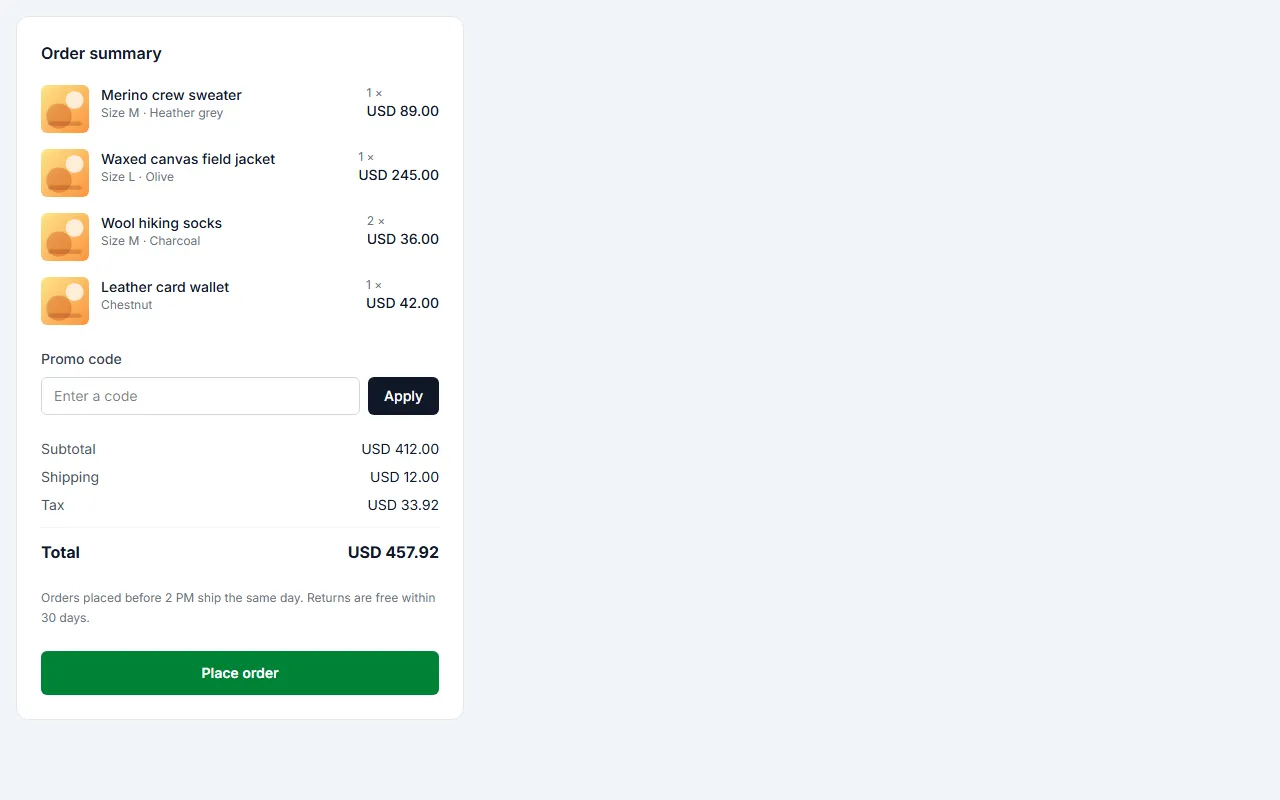 Order summary
Merino crew sweater
Size M · Heather grey
1 ×
USD 89.00
Waxed canvas field jacket
Size L · Olive
1 ×
USD 245.00
Wool hiking socks
Size M · Charcoal
2 ×
USD 36.00
Leather card wallet
Chestnut
1 ×
USD 42.00
Promo code
Enter a code
Apply
Subtotal USD 412.00
Shipping USD 12.00
Tax USD 33.92
Total USD 457.92
Orders placed before 2 PM ship the same day. Returns are free within
30 days.
Place order